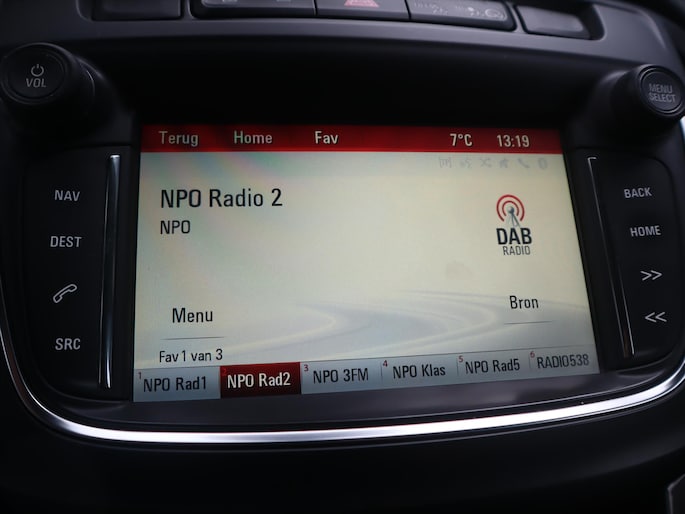 VOL
MENU
SELECT
Terug Home Fav 7°C 13:19
NAV
DEST
SRC
BACK
HOME
>>
<<
NPO Radio 2
NPO
DAB
RADIO
Menu
Bron
Fav 1 van 3
1 NPO Rad1 2 NPO Rad2 3 NPO 3FM 4 NPO Klas 5 NPO Rad5 6 RADIO538